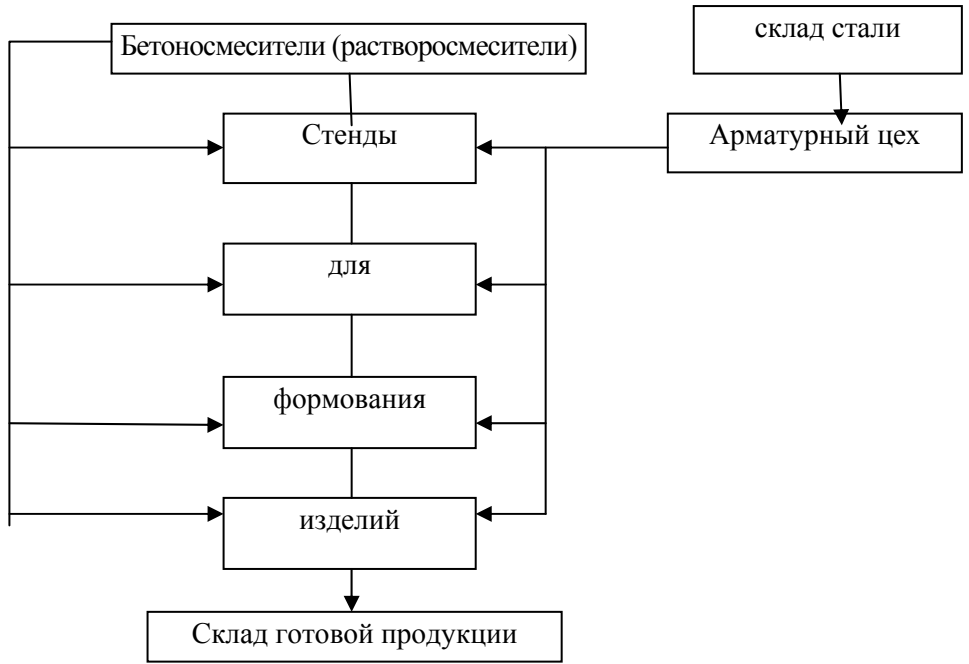 Бетоносмесители (растворосмесители)
склад стали
Стенды
Арматурный цех
для
формования
изделий
Склад готовой продукции